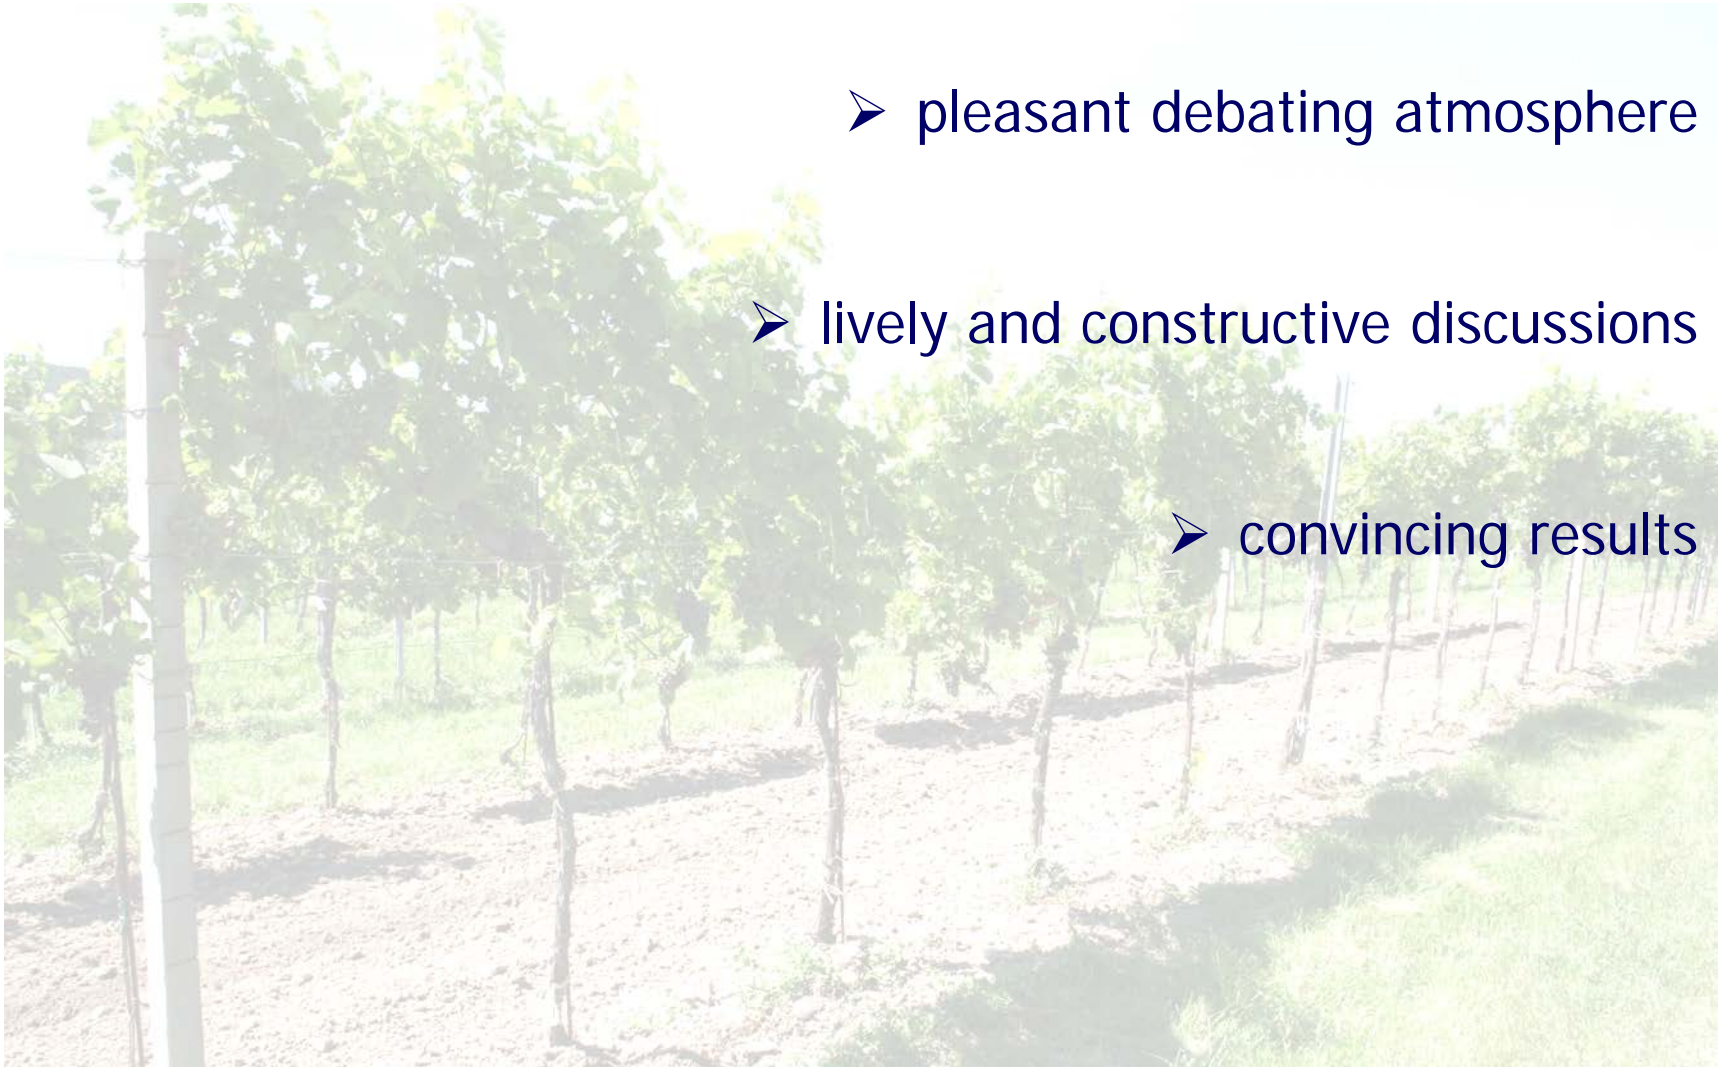 ➢ pleasant debating atmosphere
➢ lively and constructive discussions
➢ convincing results